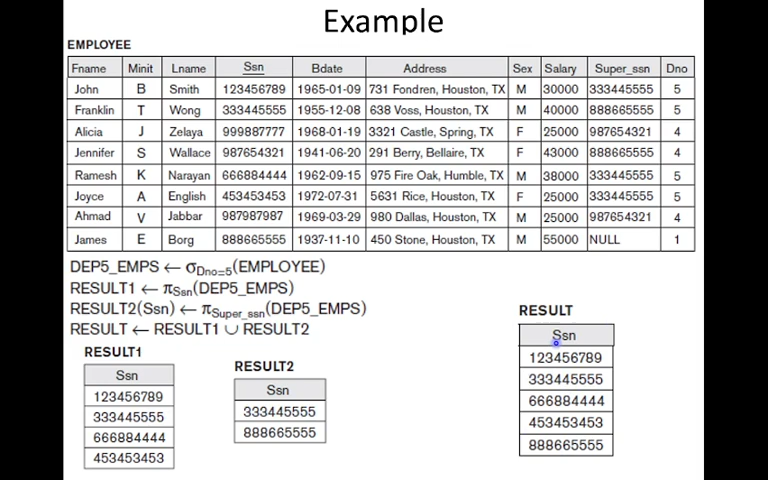 Example
EMPLOYEE
Fname Minit Lname Ssn Bdate Address Sex Salary Super_ssn Dno
John B Smith 123456789 1965-01-09 731 Fondren, Houston, TX M 30000 333445555 5
Franklin T Wong 333445555 1955-12-08 638 Voss, Houston, TX M 40000 888665555 5
Alicia J Zelaya 999887777 1968-01-19 3321 Castle, Spring, TX F 25000 987654321 4
Jennifer S Wallace 987654321 1941-06-20 291 Berry, Bellaire, TX F 43000 888665555 4
Ramesh K Narayan 666884444 1962-09-15 975 Fire Oak, Humble, TX M 38000 333445555 5
Joyce A English 453453453 1972-07-31 5631 Rice, Houston, TX F 25000 333445555 5
Ahmad V Jabbar 987987987 1969-03-29 980 Dallas, Houston, TX M 25000 987654321 4
James E Borg 888665555 1937-11-10 450 Stone, Houston, TX M 55000 NULL 1
DEP5_EMPS ← σDno=5(EMPLOYEE)
RESULT1 ← πSsn(DEP5_EMPS)
RESULT2(Ssn) ← πSuper_ssn(DEP5_EMPS)
RESULT ← RESULT1 ∪ RESULT2
RESULT1
Ssn
123456789
333445555
666884444
453453453
RESULT2
Ssn
333445555
888665555
RESULT
Ssn
123456789
333445555
666884444
453453453
888665555